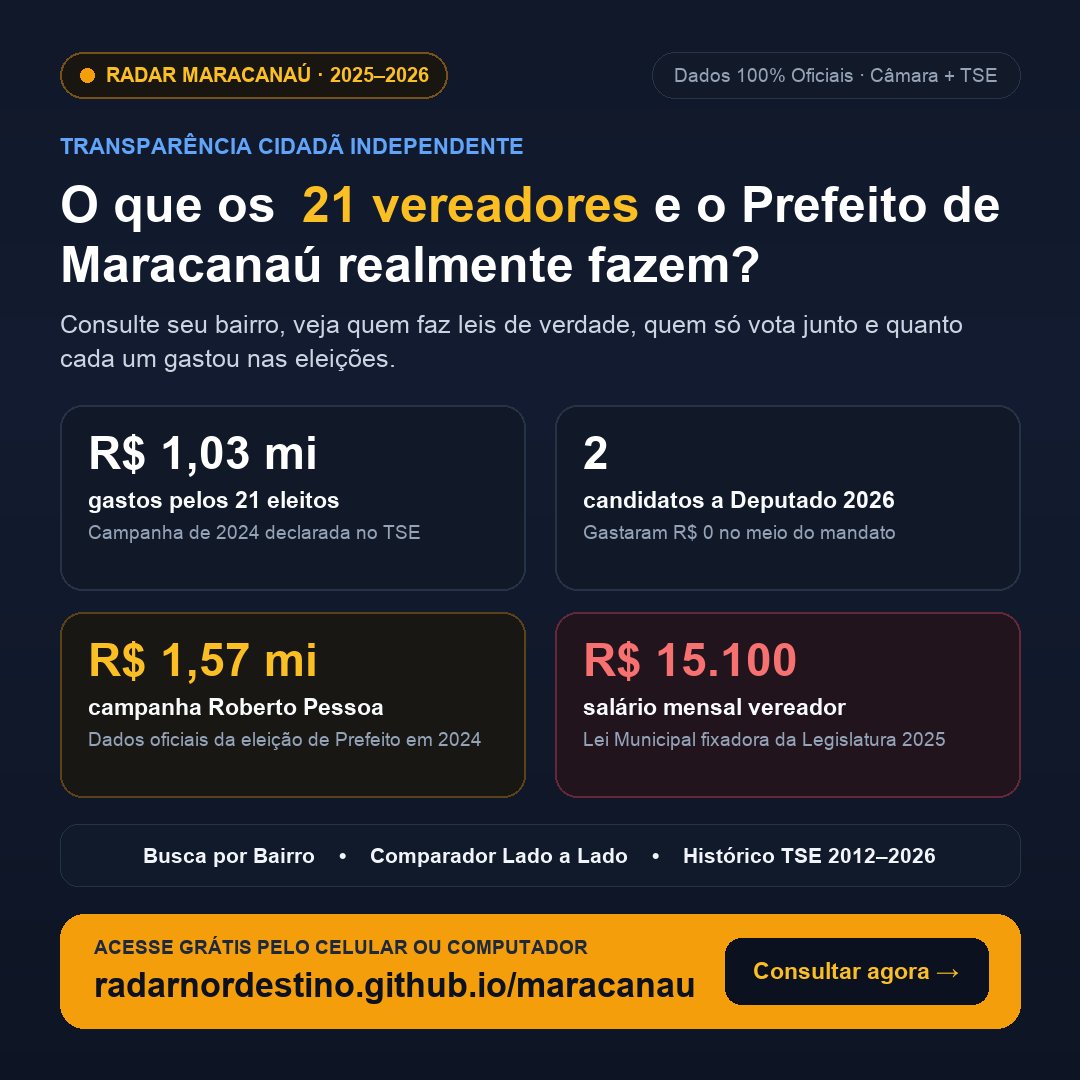 RADAR MARACANAÚ · 2025–2026
Dados 100% Oficiais · Câmara + TSE
TRANSPARÊNCIA CIDADÃ INDEPENDENTE
O que os 21 vereadores e o Prefeito de
Maracanaú realmente fazem?
Consulte seu bairro, veja quem faz leis de verdade, quem só vota junto e quanto
cada um gastou nas eleições.
R$ 1,03 mi
gastos pelos 21 eleitos
Campanha de 2024 declarada no TSE
2
candidatos a Deputado 2026
Gastaram R$ 0 no meio do mandato
R$ 1,57 mi
campanha Roberto Pessoa
Dados oficiais da eleição de Prefeito em 2024
R$ 15.100
salário mensal vereador
Lei Municipal fixadora da Legislatura 2025
Busca por Bairro • Comparador Lado a Lado • Histórico TSE 2012–2026
ACESSE GRÁTIS PELO CELULAR OU COMPUTADOR
radarnordestino.github.io/maracanau
Consultar agora →